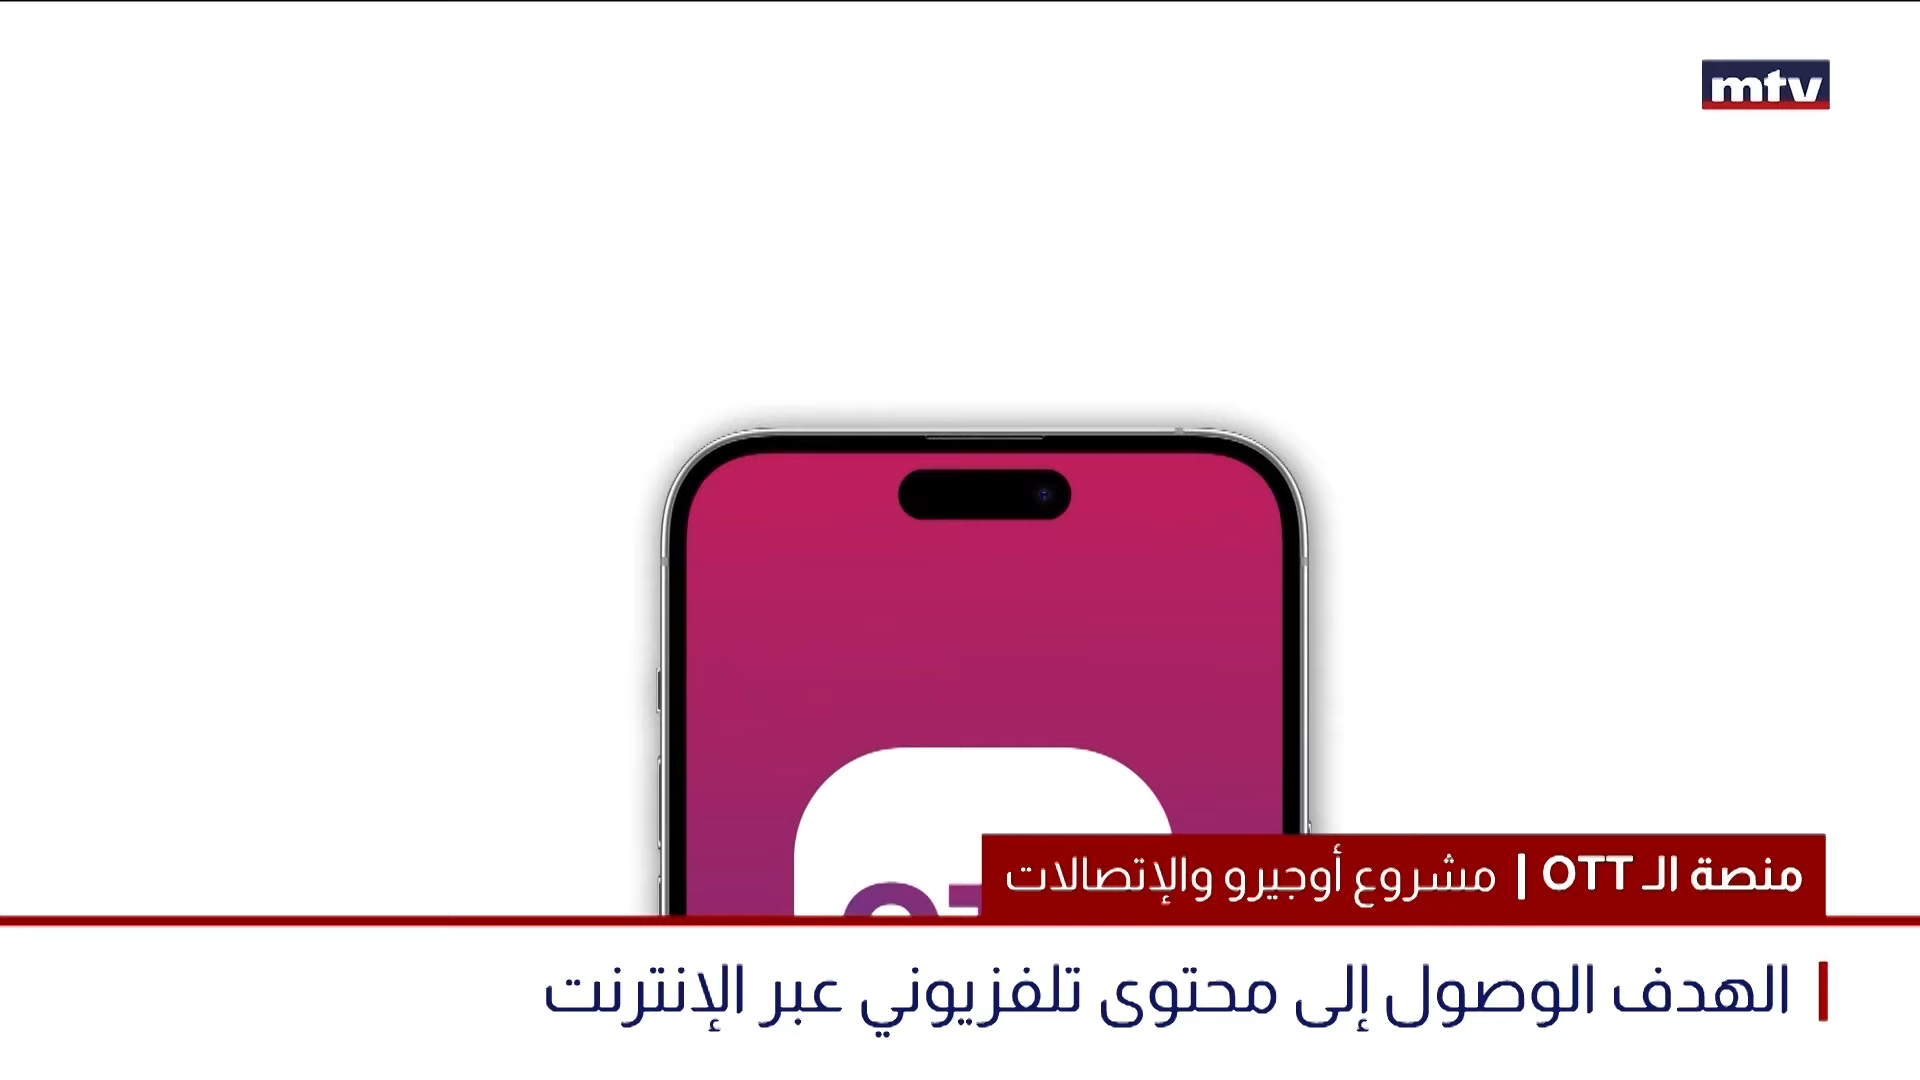 mtv
منصة الـ OTT | مشروع أوجيرو والإتصالات
الهدف الوصول إلى محتوى تلفزيوني عبر الإنترنت